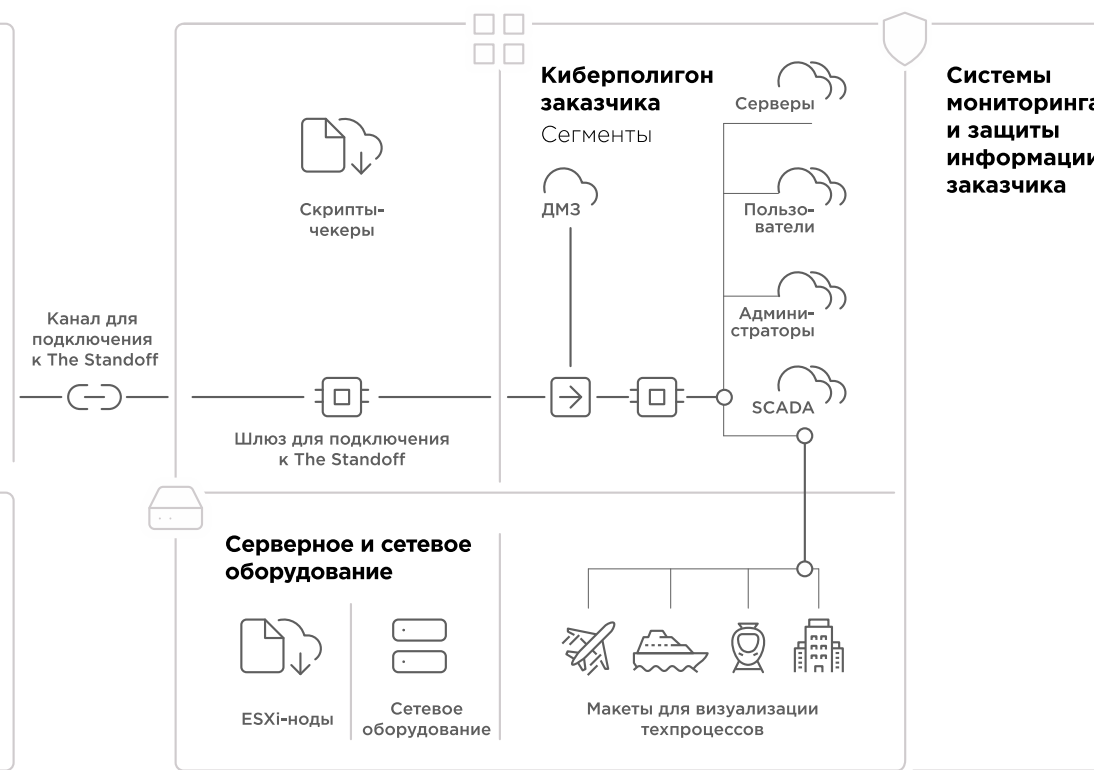 Киберполигон
заказчика
Сегменты
Серверы
Системы
мониторинга
и защиты
информации
заказчика
Скрипты-
чекеры
ДМЗ
Пользо-
ватели
Админи-
страторы
SCADA
Канал для
подключения
к The Standoff
Шлюз для подключения
к The Standoff
Серверное и сетевое
оборудование
ESXi-ноды
Сетевое
оборудование
Макеты для визуализации
техпроцессов